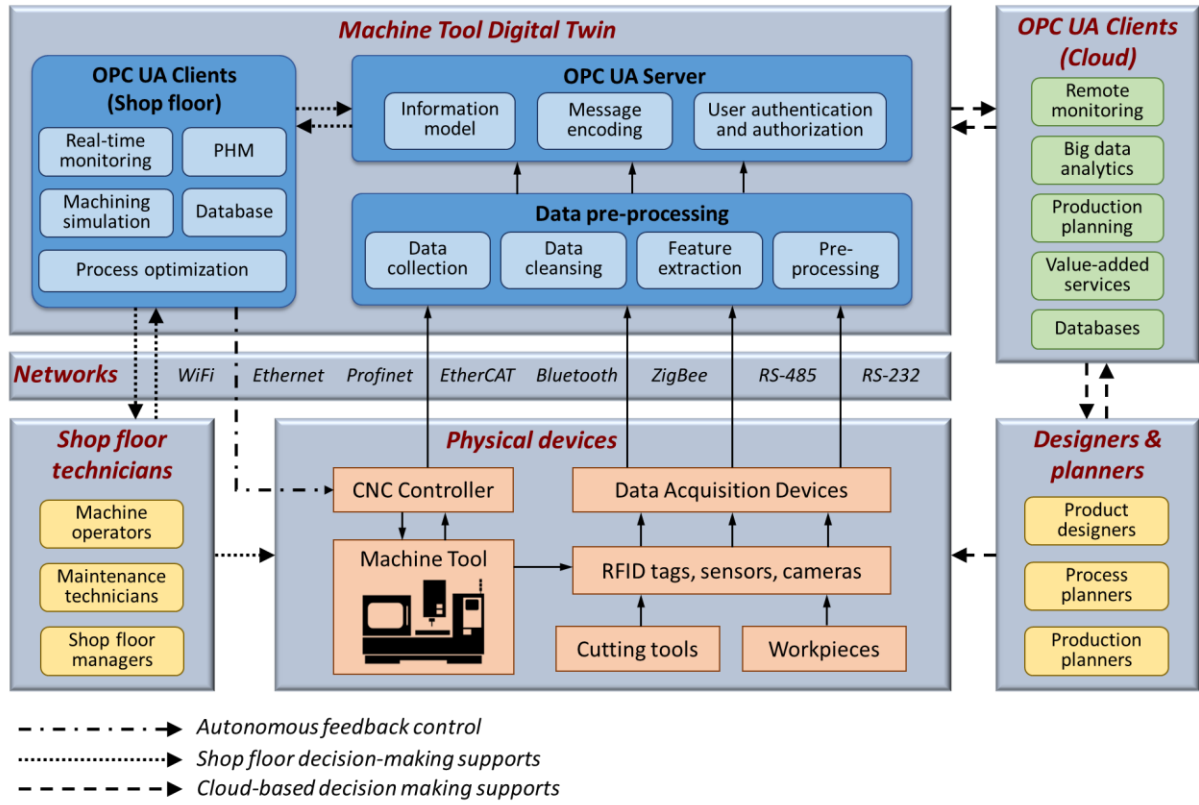 Machine Tool Digital Twin
OPC UA Clients
(Shop floor)
Real-time
monitoring
PHM
Machining
simulation
Database
Process optimization
OPC UA Server
Information
model
Message
encoding
User authentication
and authorization
Data pre-processing
Data
collection
Data
cleansing
Feature
extraction
Pre-
processing
OPC UA Clients
(Cloud)
Remote
monitoring
Big data
analytics
Production
planning
Value-added
services
Databases
Networks
WiFi
Ethernet
Profinet
EtherCAT
Bluetooth
ZigBee
RS-485
RS-232
Shop floor
technicians
Machine
operators
Maintenance
technicians
Shop floor
managers
Physical devices
CNC Controller
Data Acquisition Devices
Machine Tool
RFID tags, sensors, cameras
Cutting tools
Workpieces
Designers &
planners
Product
designers
Process
planners
Production
planners
Autonomous feedback control
Shop floor decision-making supports
Cloud-based decision making supports